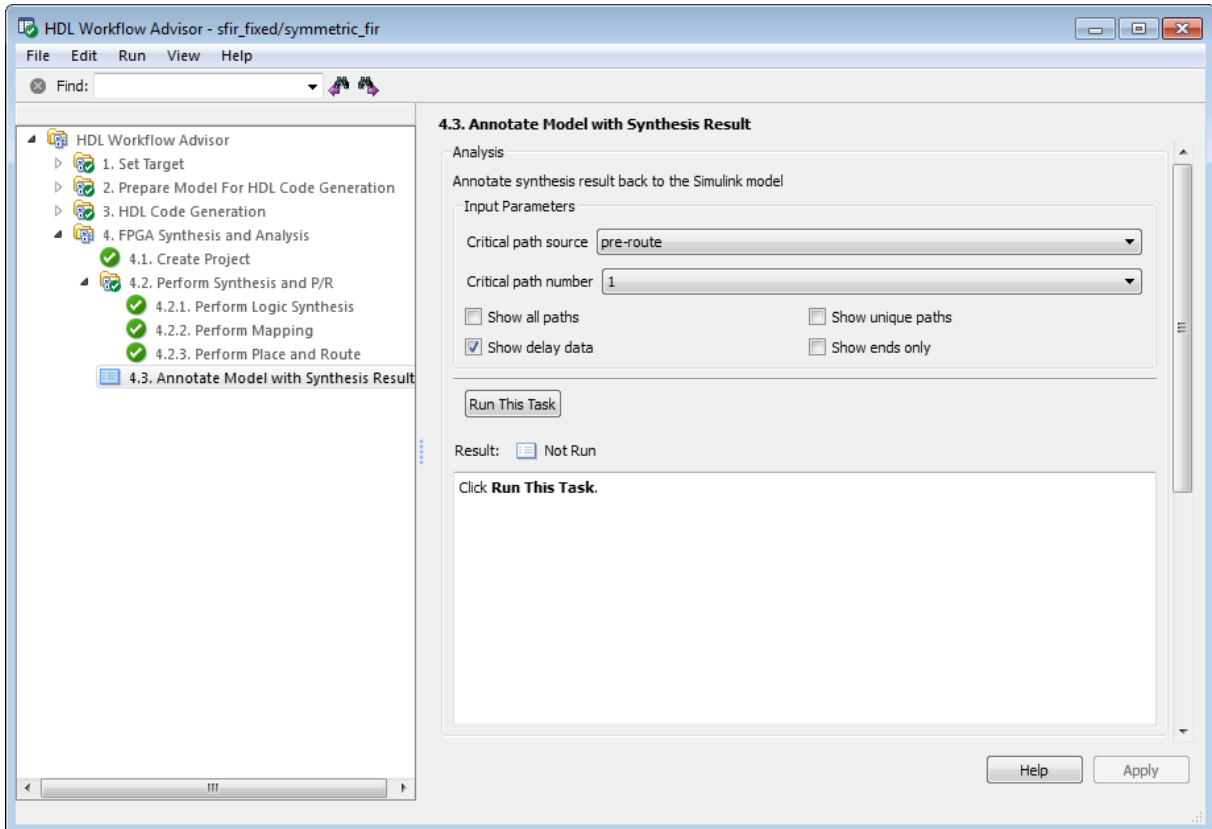 HDL Workflow Advisor - sfir_fixed/symmetric_fir
File Edit Run View Help
Find:
HDL Workflow Advisor
1. Set Target
2. Prepare Model For HDL Code Generation
3. HDL Code Generation
4. FPGA Synthesis and Analysis
4.1. Create Project
4.2. Perform Synthesis and P/R
4.2.1. Perform Logic Synthesis
4.2.2. Perform Mapping
4.2.3. Perform Place and Route
4.3. Annotate Model with Synthesis Result
4.3. Annotate Model with Synthesis Result
Analysis
Annotate synthesis result back to the Simulink model
Input Parameters
Critical path source pre-route
Critical path number 1
Show all paths Show unique paths
Show delay data Show ends only
Run This Task
Result: Not Run
Click Run This Task.
Help Apply